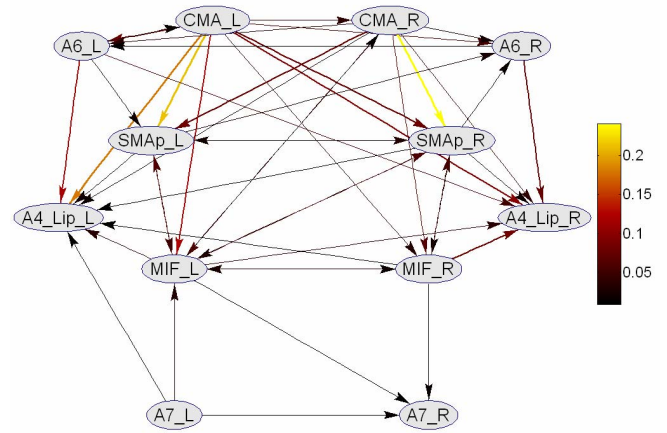 CMA_L CMA_R
A6_L A6_R
SMAp_L SMAp_R
0.2
0.15
A4_Lip_L A4_Lip_R
0.1
MIF_L MIF_R
0.05
A7_L A7_R